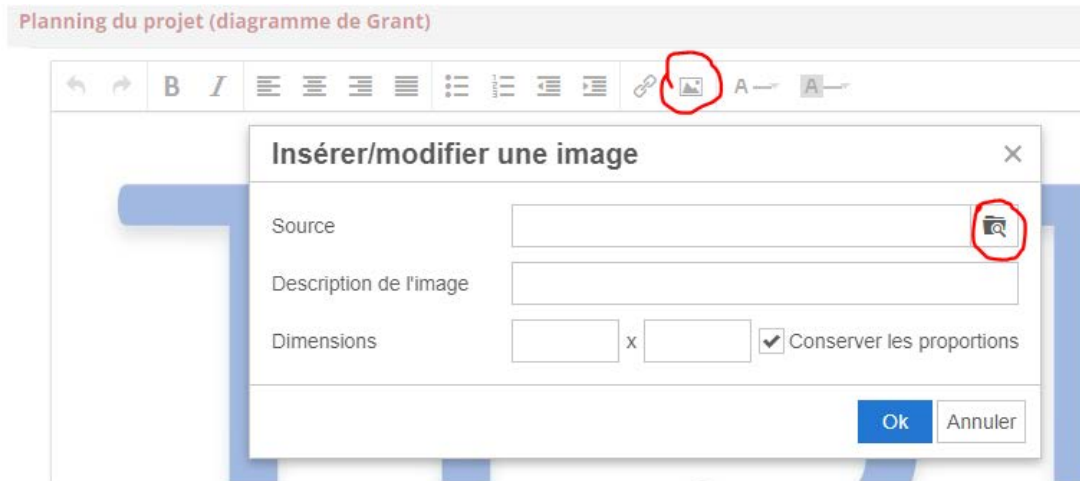 Planning du projet (diagramme de Grant)
B I A A
Insérer/modifier une image ×
Source
Description de l'image
Dimensions x Conserver les proportions
Ok Annuler